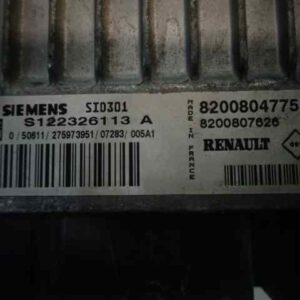 SIEMENS SID301
S122326113 A
0/50611/275973951/07283/005A1
8200804775
8200807626
RENAULT
MADE IN FRANCE